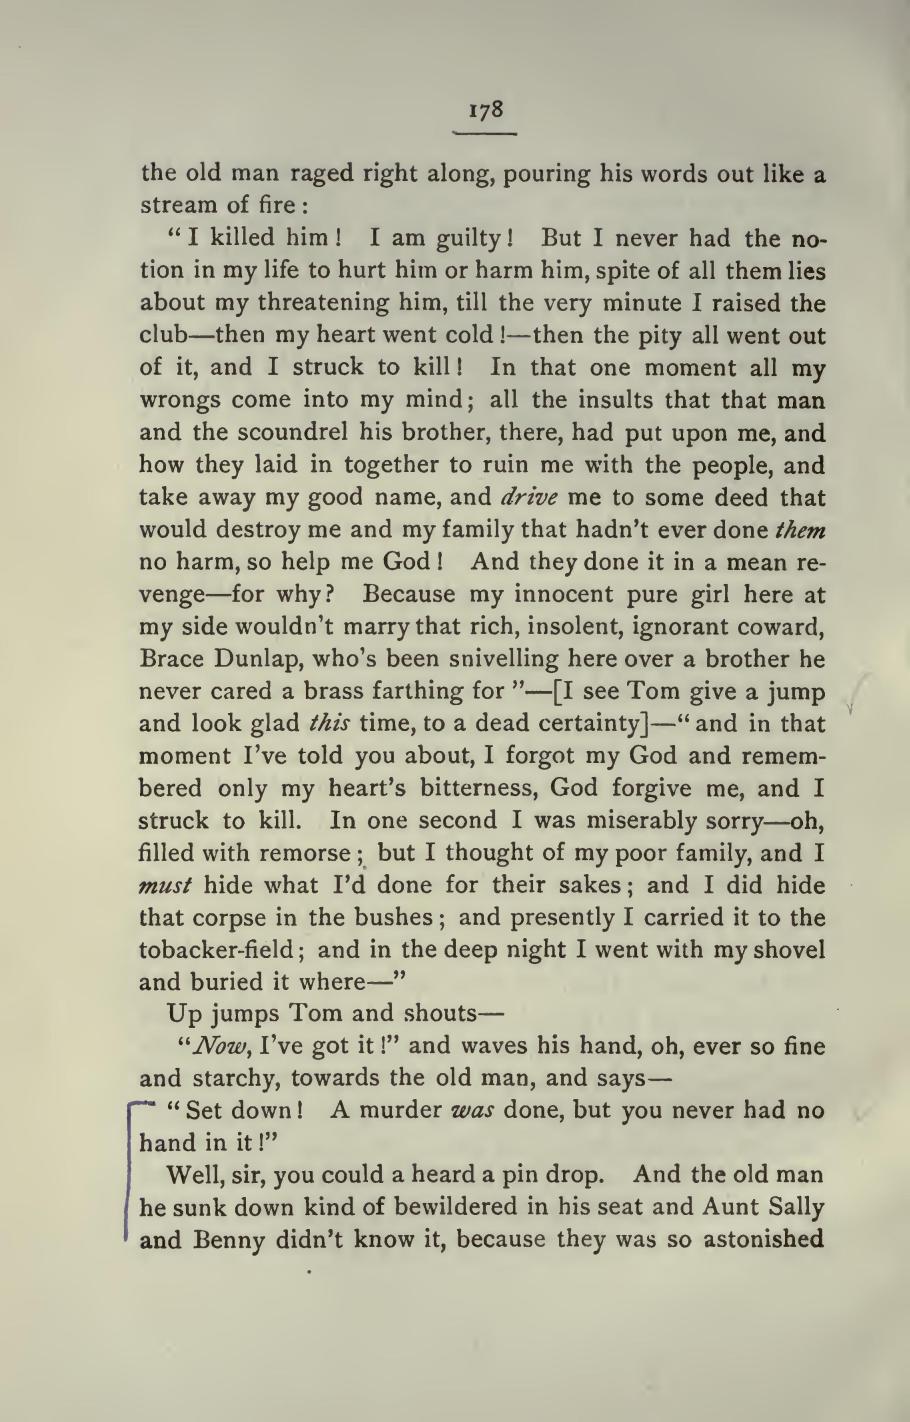 178
the old man raged right along, pouring his words out like a
stream of fire :
“ I killed him ! I am guilty ! But I never had the no-
tion in my life to hurt him or harm him, spite of all them lies
about my threatening him, till the very minute I raised the
club—then my heart went cold !—then the pity all went out
of it, and I struck to kill ! In that one moment all my
wrongs come into my mind ; all the insults that that man
and the scoundrel his brother, there, had put upon me, and
how they laid in together to ruin me with the people, and
take away my good name, and drive me to some deed that
would destroy me and my family that hadn’t ever done them
no harm, so help me God ! And they done it in a mean re-
venge—for why ? Because my innocent pure girl here at
my side wouldn’t marry that rich, insolent, ignorant coward,
Brace Dunlap, who’s been snivelling here over a brother he
never cared a brass farthing for ”—[I see Tom give a jump
and look glad this time, to a dead certainty]—“ and in that
moment I’ve told you about, I forgot my God and remem-
bered only my heart’s bitterness, God forgive me, and I
struck to kill. In one second I was miserably sorry—oh,
filled with remorse ; but I thought of my poor family, and I
must hide what I’d done for their sakes ; and I did hide
that corpse in the bushes ; and presently I carried it to the
tobacker-field ; and in the deep night I went with my shovel
and buried it where—”
Up jumps Tom and shouts—
“Now, I’ve got it !” and waves his hand, oh, ever so fine
and starchy, towards the old man, and says—
“ Set down ! A murder was done, but you never had no
hand in it !”
Well, sir, you could a heard a pin drop. And the old man
he sunk down kind of bewildered in his seat and Aunt Sally
and Benny didn’t know it, because they was so astonished